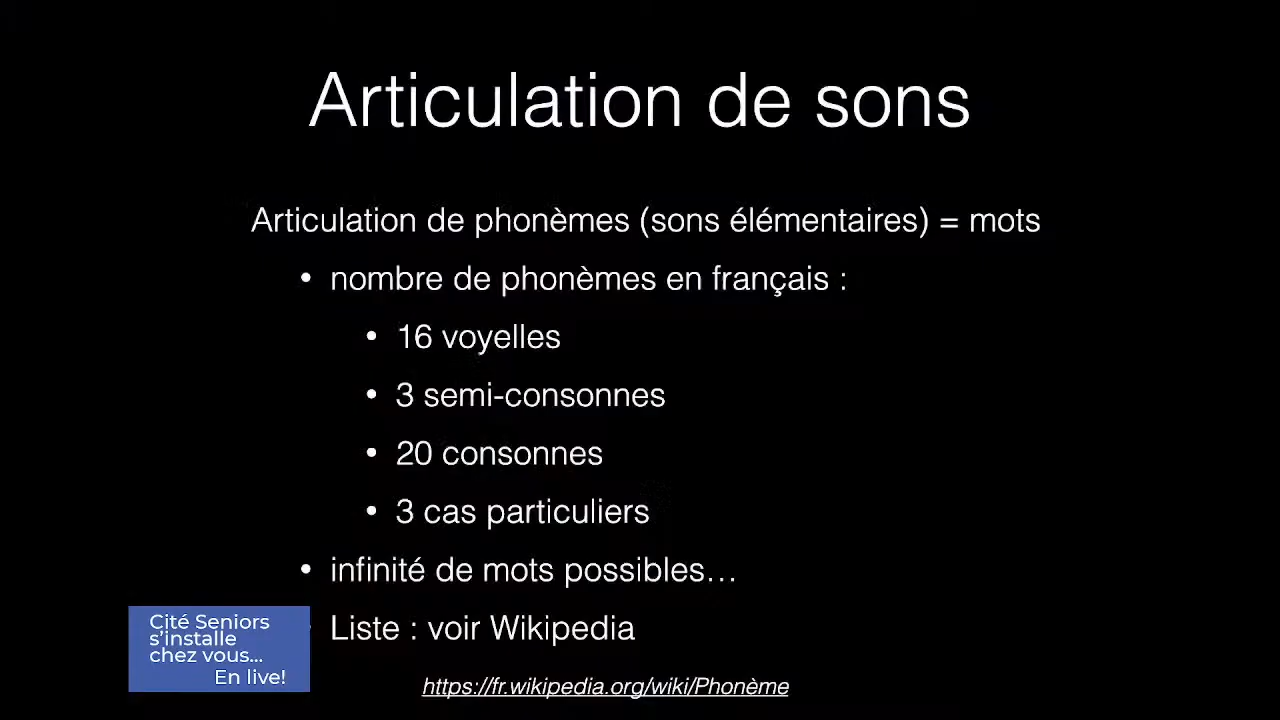 Articulation de sons
Articulation de phonèmes (sons élémentaires) = mots
• nombre de phonèmes en français :
• 16 voyelles
• 3 semi-consonnes
• 20 consonnes
• 3 cas particuliers
• infinité de mots possibles…
Liste : voir Wikipedia
https://fr.wikipedia.org/wiki/Phonème
Cité Seniors
s’installe
chez vous...
En live!